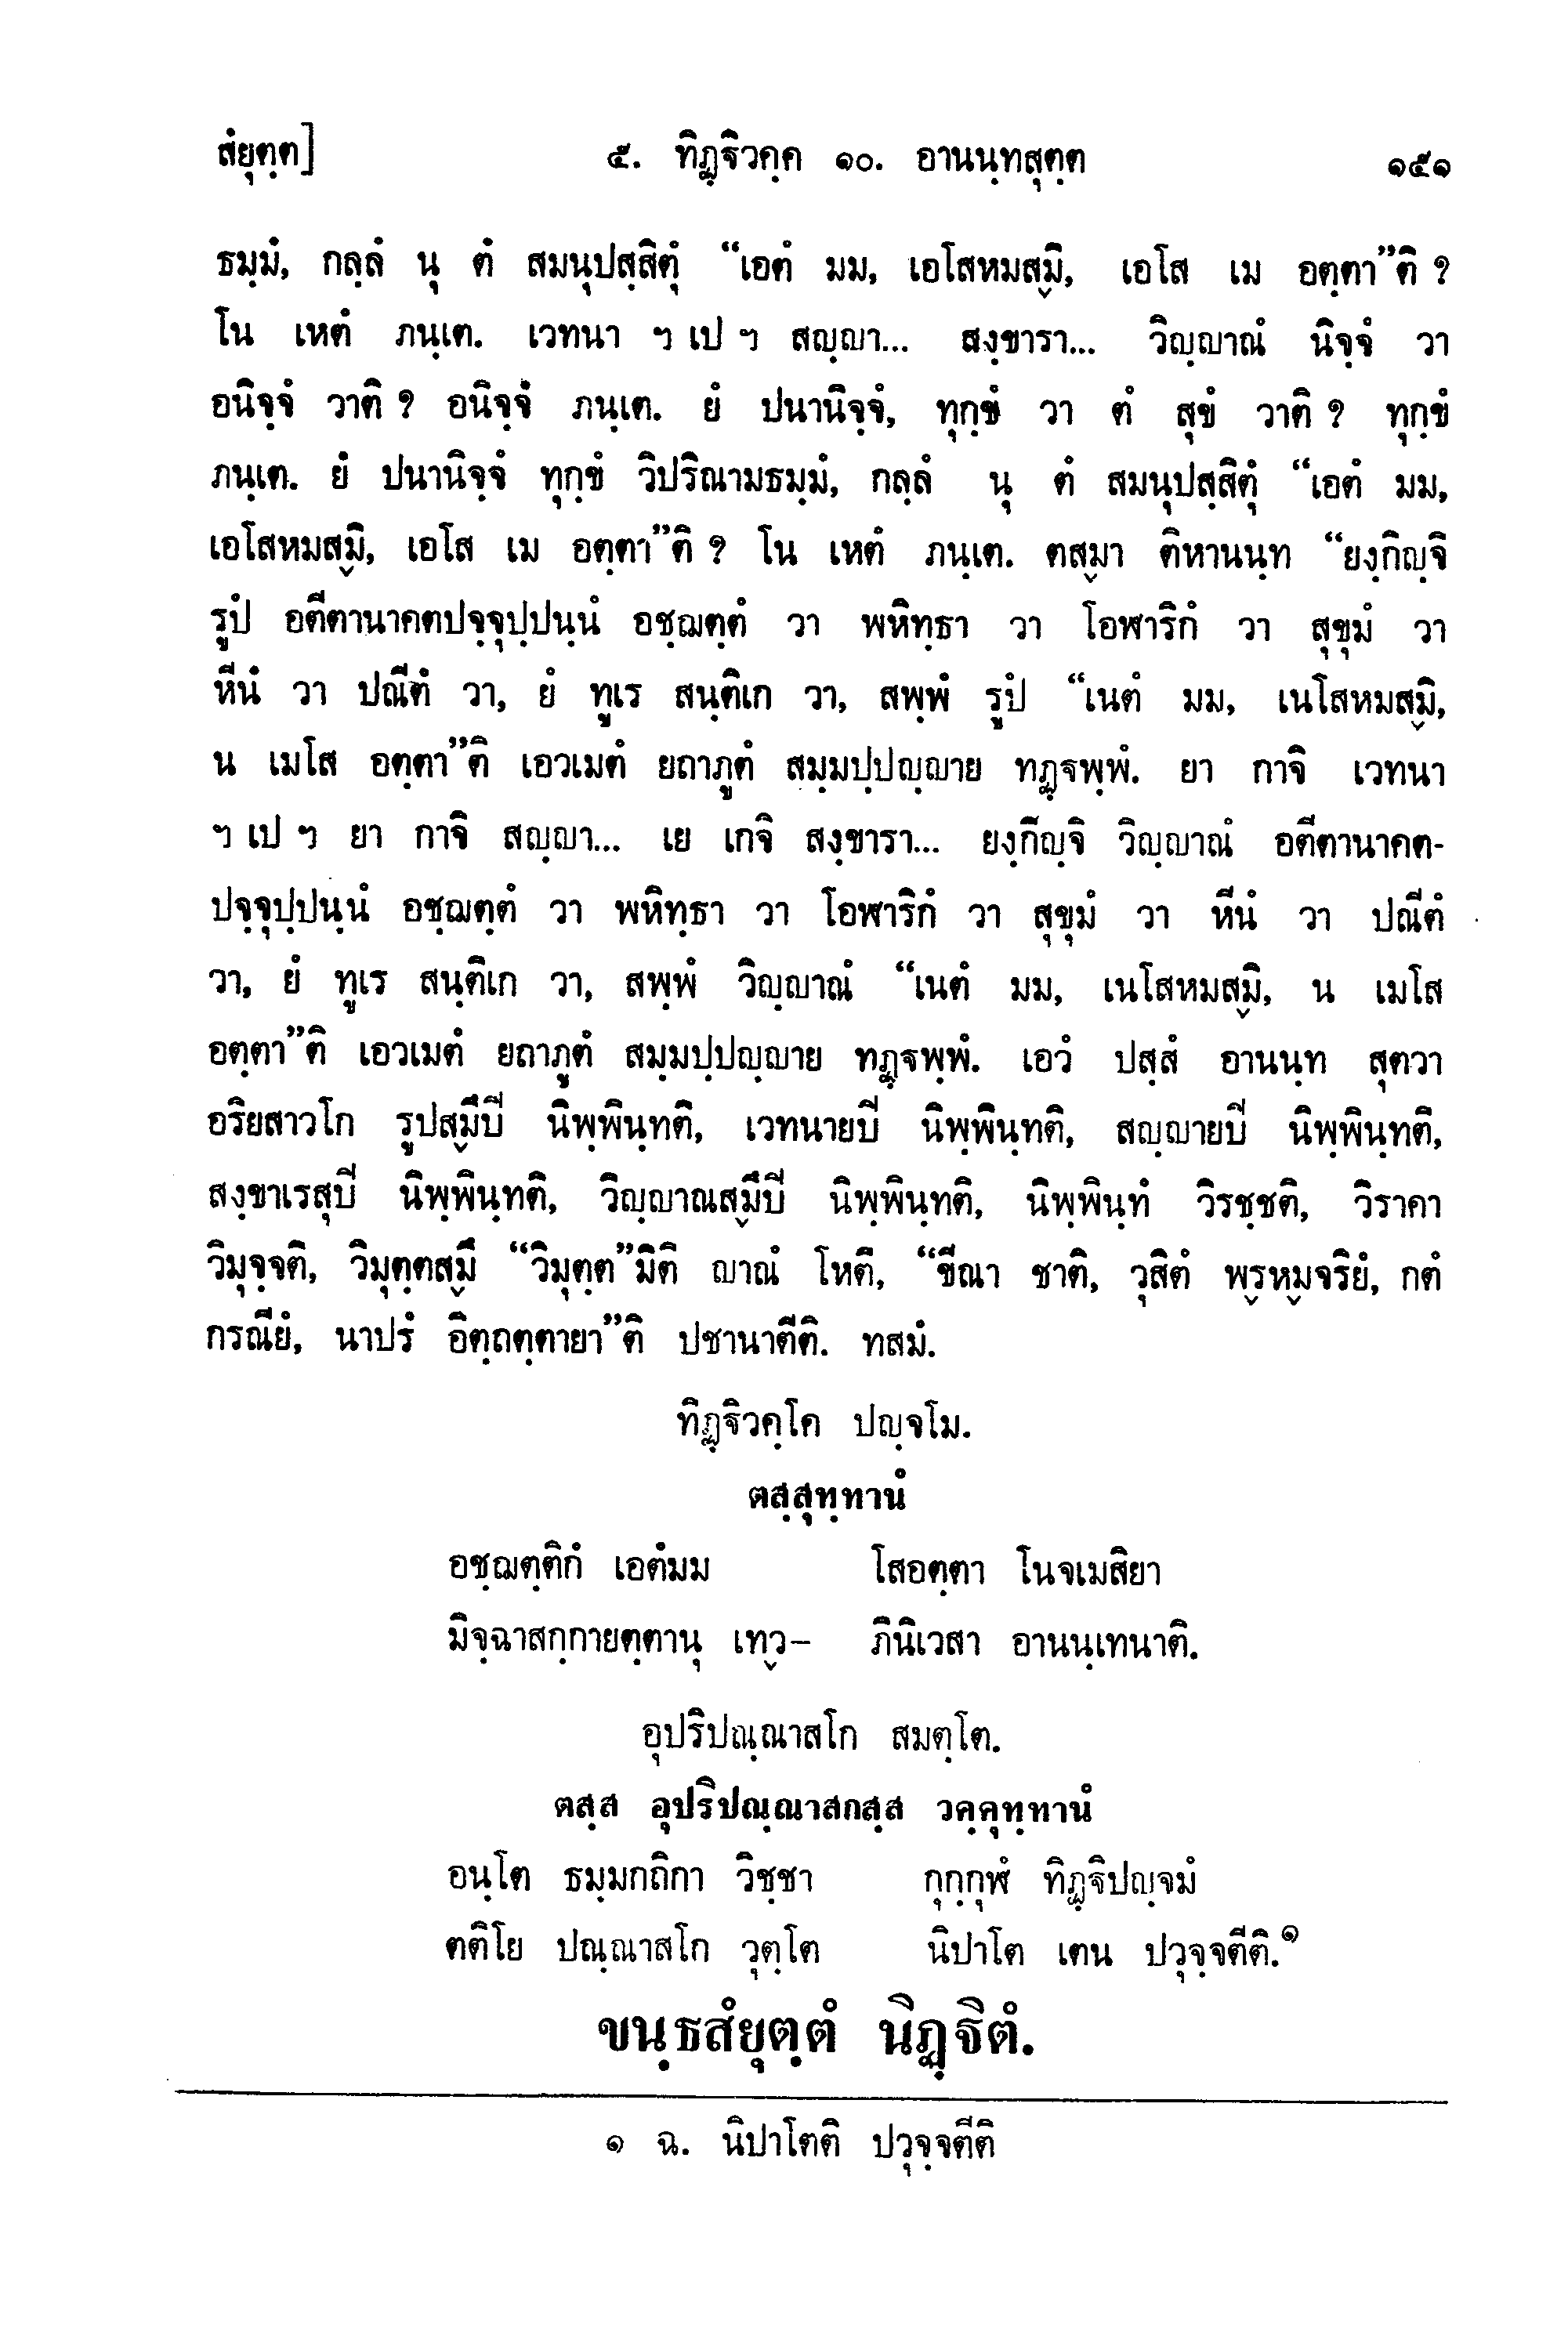 สํยุตฺต] ๕. ทิฏฺฐิวคฺค ๑๐. อานนฺทสุตฺต ๑๕๑
ธมฺมํ, กลฺลํ นุ ตํ สมนุปสฺสิตุํ “เอตํ มม, เอโสหมสฺมิ, เอโส เม อตฺตา”ติ ?
โน เหตํ ภนฺเต. เวทนา ฯ เป ฯ สญฺญา... สงฺขารา... วิญฺญาณํ นิจฺจํ วา
อนิจฺจํ วาติ ? อนิจฺจํ ภนฺเต. ยํ ปนานิจฺจํ, ทุกฺขํ วา ตํ สุขํ วาติ ? ทุกฺขํ
ภนฺเต. ยํ ปนานิจฺจํ ทุกฺขํ วิปริณามธมฺมํ, กลฺลํ นุ ตํ สมนุปสฺสิตุํ “เอตํ มม,
เอโสหมสฺมิ, เอโส เม อตฺตา”ติ ? โน เหตํ ภนฺเต. ตสฺมา ติหานนฺท “ยงฺกิญฺจิ
รูปํ อตีตานาคตปจฺจุปฺปนฺนํ อชฺฌตฺตํ วา พหิทฺธา วา โอฬาริกํ วา สุขุมํ วา
หีนํ วา ปณีตํ วา, ยํ ทูเร สนฺติเก วา, สพฺพํ รูปํ “เนตํ มม, เนโสหมสฺมิ,
น เมโส อตฺตา”ติ เอวเมตํ ยถาภูตํ สมฺมปฺปญฺญาย ทฏฺฐพฺพํ. ยา กาจิ เวทนา
ฯ เป ฯ ยา กาจิ สญฺญา... เย เกจิ สงฺขารา... ยงฺกิญฺจิ วิญฺญาณํ อตีตานาคต-
ปจฺจุปฺปนฺนํ อชฺฌตฺตํ วา พหิทฺธา วา โอฬาริกํ วา สุขุมํ วา หีนํ วา ปณีตํ
วา, ยํ ทูเร สนฺติเก วา, สพฺพํ วิญฺญาณํ “เนตํ มม, เนโสหมสฺมิ, น เมโส
อตฺตา”ติ เอวเมตํ ยถาภูตํ สมฺมปฺปญฺญาย ทฏฺฐพฺพํ. เอวํ ปสฺสํ อานนฺท สุตวา
อริยสาวโก รูปสฺมึปี นิพฺพินฺทติ, เวทนายปี นิพฺพินฺทติ, สญฺญายปี นิพฺพินฺทติ,
สงฺขาเรสุปี นิพฺพินฺทติ, วิญฺญาณสฺมึปี นิพฺพินฺทติ, นิพฺพินฺทํ วิรชฺชติ, วิราคา
วิมุจฺจติ, วิมุตฺตสฺมึ “วิมุตฺต”มิติ ญาณํ โหติ, “ขีณา ชาติ, วุสิตํ พฺรหฺมจริยํ, กตํ
กรณียํ, นาปรํ อิตฺถตฺตายา”ติ ปชานาตีติ. ทสมํ.
ทิฏฺฐิวคฺโค ปญฺจโม.
ตสฺสุทฺทานํ
อชฺฌตฺติกํ เอตํมม โสอตฺตา โนจเมสิยา
มิจฺฉาสกฺกายตฺตานุ เทฺว– ภินิเวสา อานนฺเทนาติ.
อุปริปณฺณาสโก สมตฺโต.
ตสฺส อุปริปณฺณาสกสฺส วคฺคุทฺทานํ
อนฺโต ธมฺมกถิกา วิชฺชา กุกฺกุฬํ ทิฏฺฐิปญฺจมํ
ตติโย ปณฺณาสโก วุตฺโต นิปาโต เตน ปวุจฺจตีติ.๑
ขนฺธสํยุตฺตํ นิฏฺฐิตํ.
๑ ฉ. นิปาโตติ ปวุจฺจตีติ